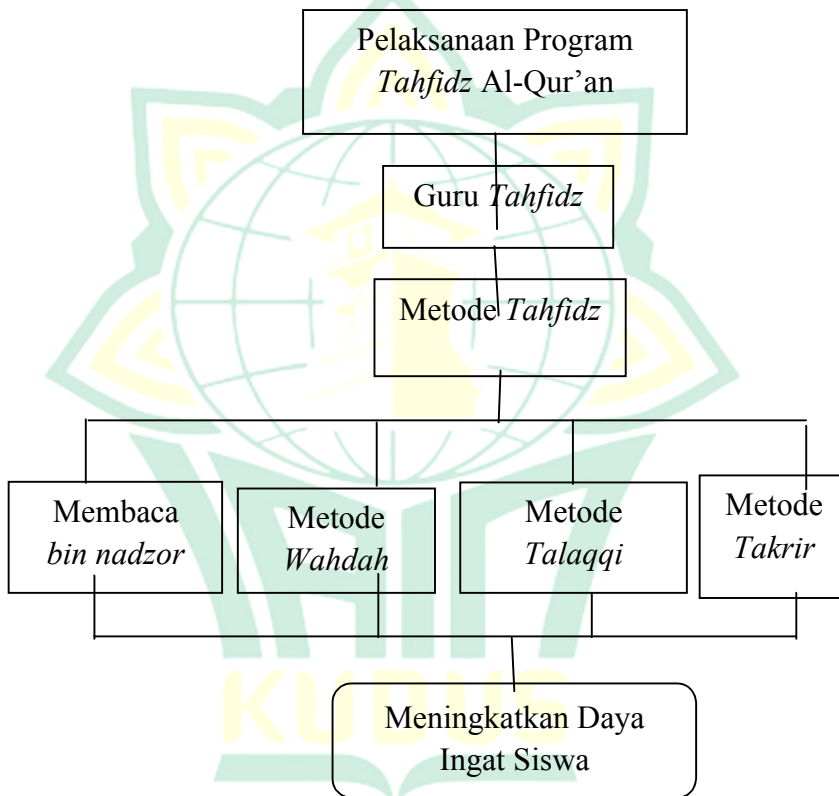 Pelaksanaan Program
Tahfidz Al-Qur’an
Guru Tahfidz
Metode Tahfidz
Membaca
bin nadzor
Metode
Wahdah
Metode
Talaqqi
Metode
Takrir
KUDUS
Meningkatkan Daya
Ingat Siswa